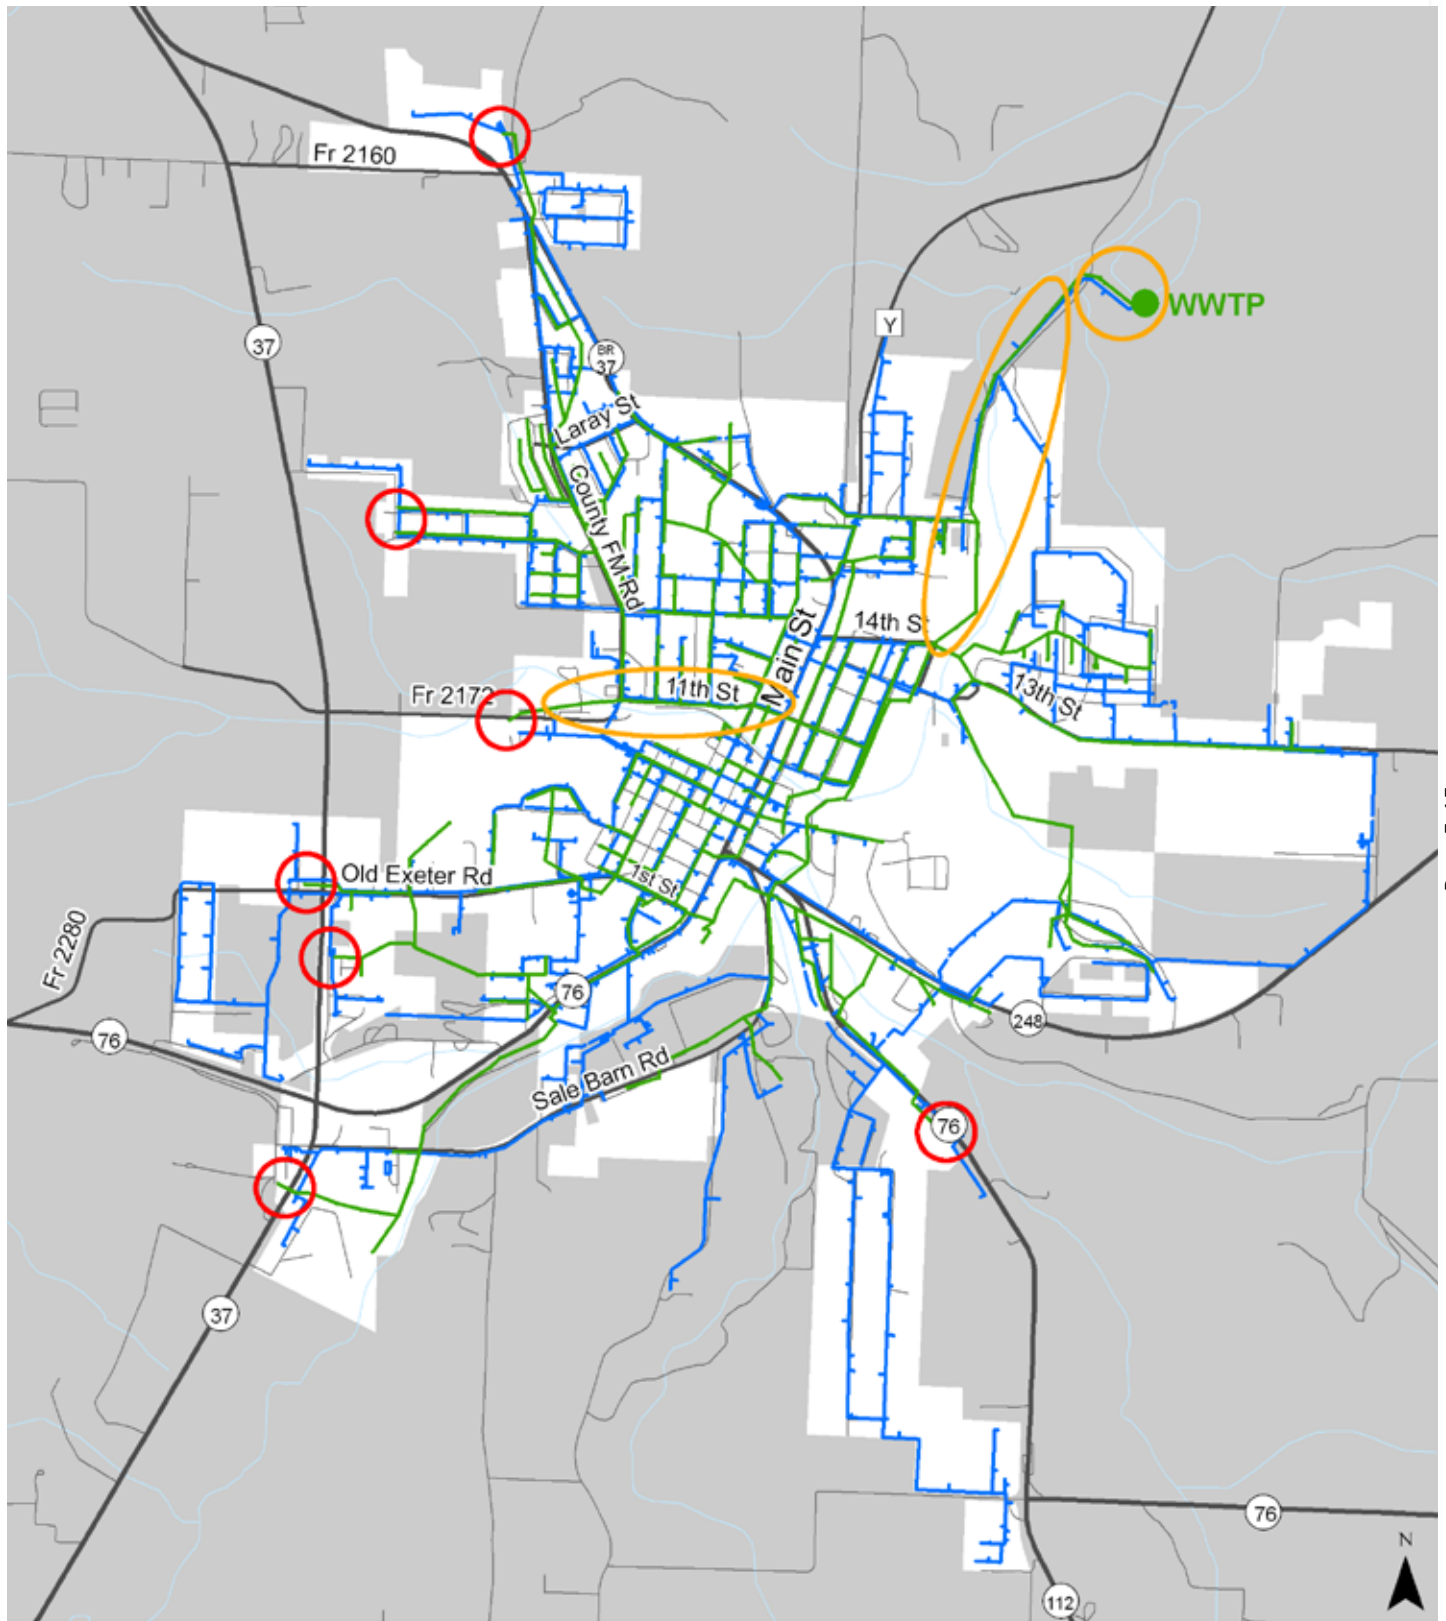 Fr 2160
37
WWTP
Y
BR
37
Laray St
County FM Rd
Main St
14th St
Fr 2172
11th St
13th St
Old Exeter Rd
1st St
Fr 2280
76
76
248
Sale Barn Rd
76
37
76
112
N